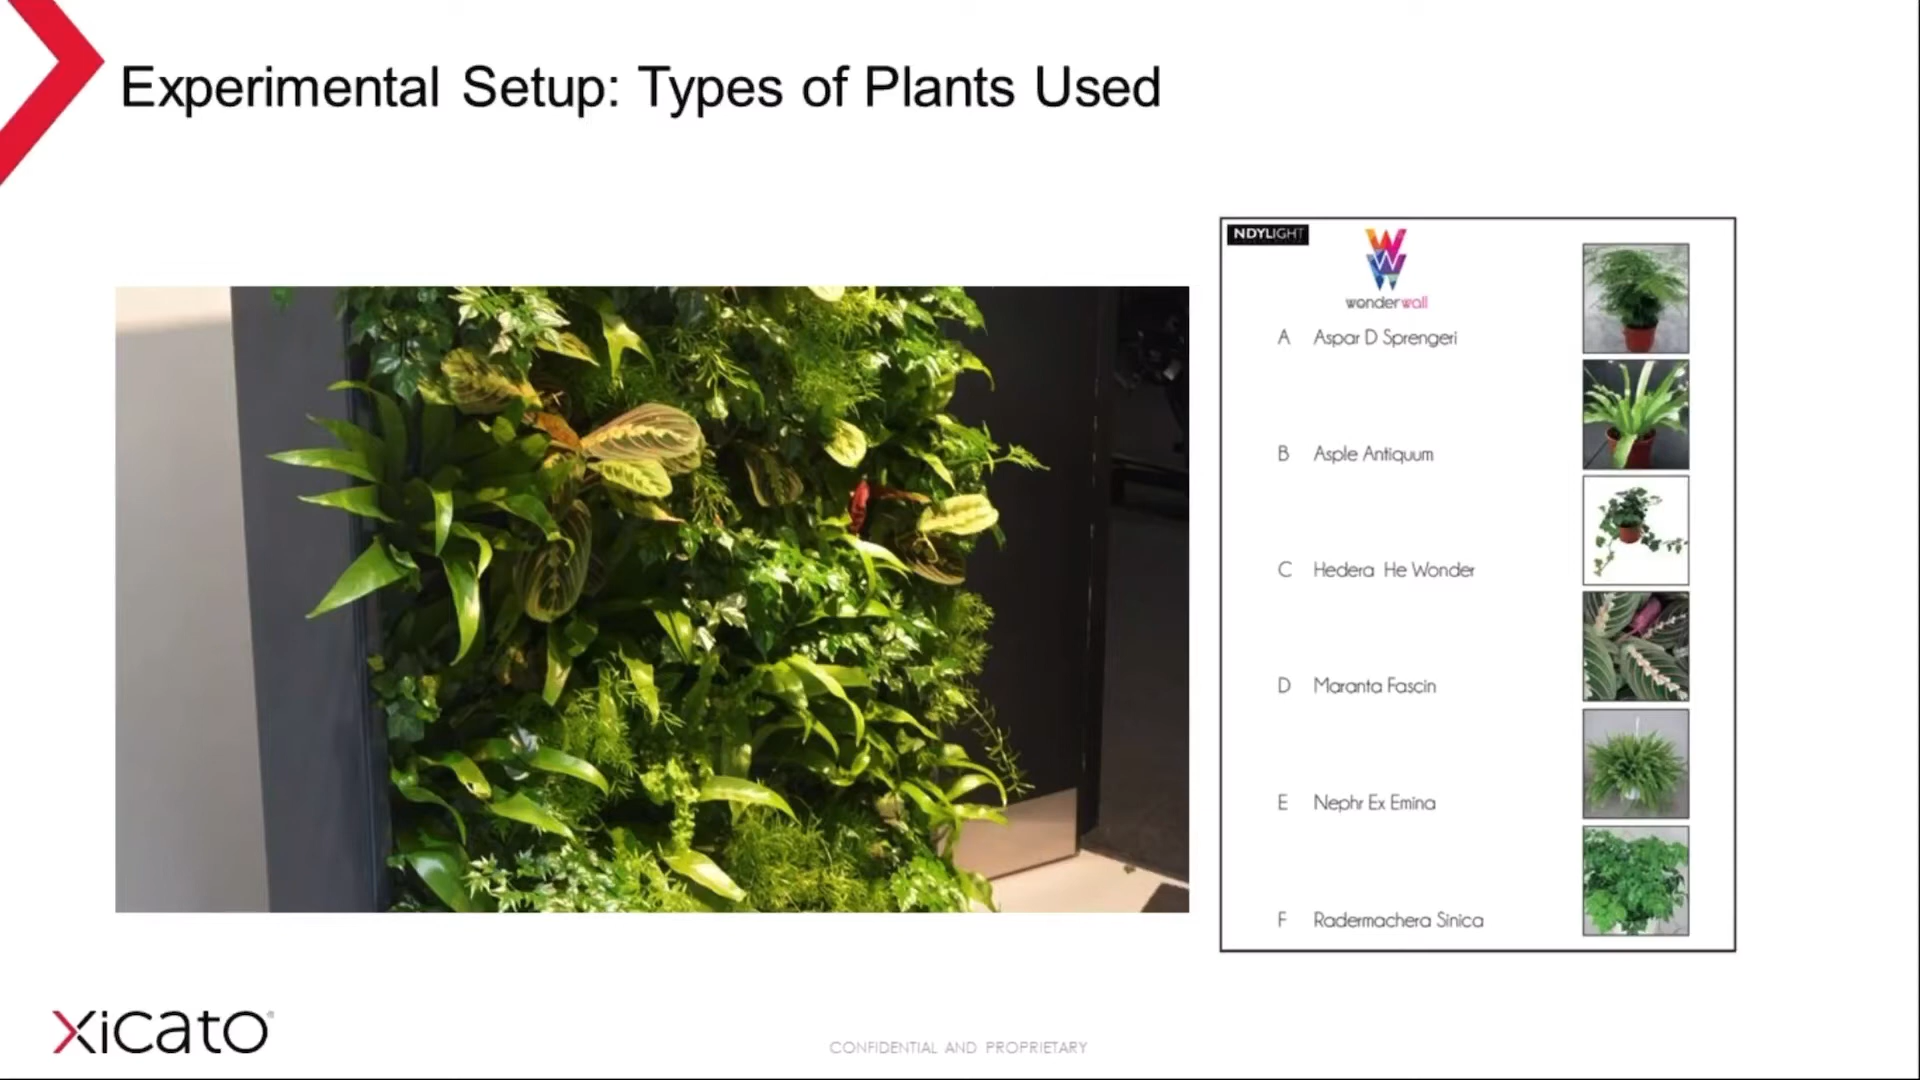 Experimental Setup: Types of Plants Used
NDYLIGHT
wonderwall
A Aspar D Sprengeri
B Asple Antiquum
C Hedera He Wonder
D Maranta Fascin
E Nephr Ex Emina
F Radermachera Sinica
xicato
CONFIDENTIAL AND PROPRIETARY